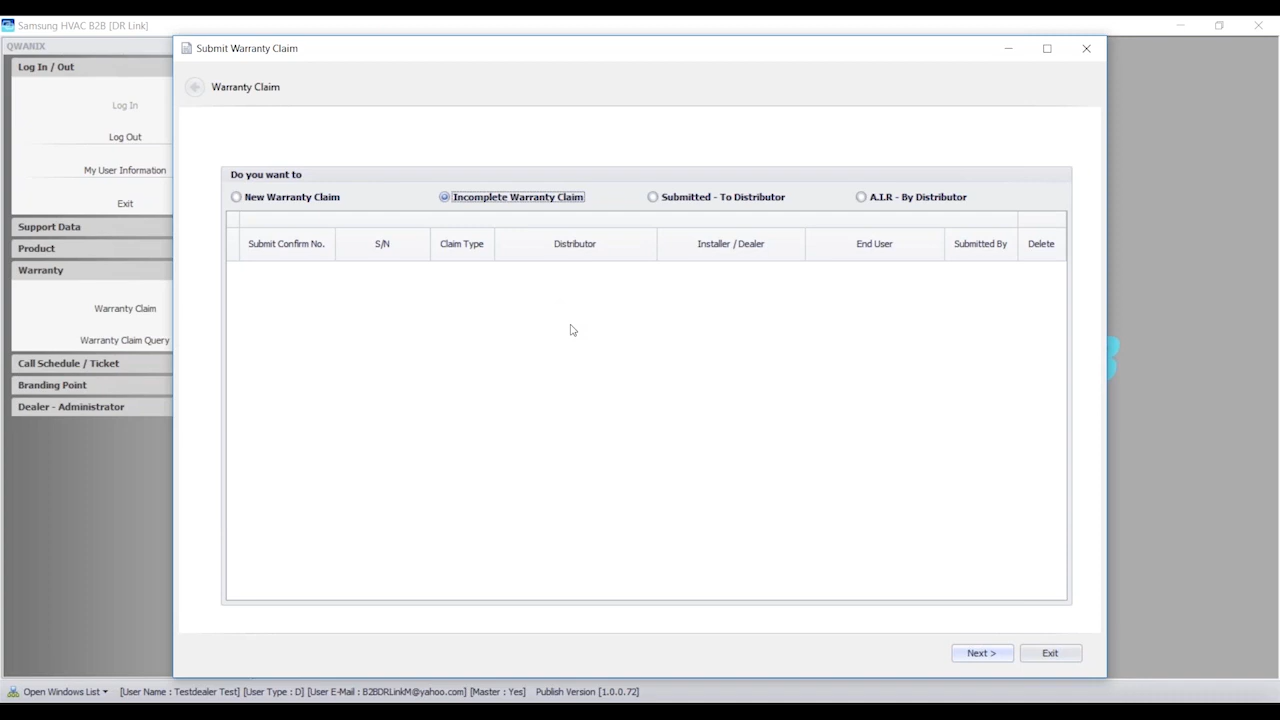 Samsung HVAC B2B [DR Link]
QWANIX
Log In / Out
Log In
Log Out
My User Information
Exit
Support Data
Product
Warranty
Warranty Claim
Warranty Claim Query
Call Schedule / Ticket
Branding Point
Dealer - Administrator
Submit Warranty Claim
Warranty Claim
Do you want to
New Warranty Claim Incomplete Warranty Claim Submitted - To Distributor A.I.R - By Distributor
Submit Confirm No. S/N Claim Type Distributor Installer / Dealer End User Submitted By Delete
Next > Exit
Open Windows List [User Name : Testdealer Test] [User Type : D] [User E-Mail : B2BDRLinkM@yahoo.com] [Master : Yes] Publish Version [1.0.0.72]